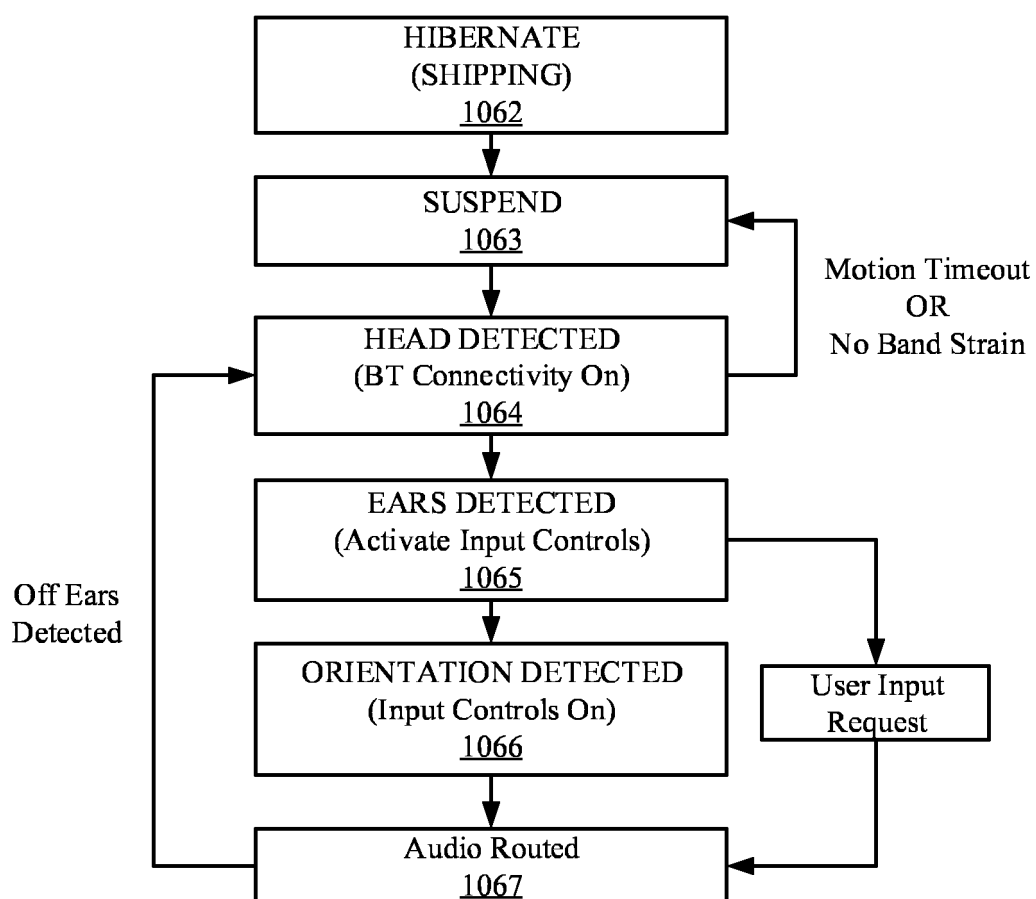 HIBERNATE
(SHIPPING)
1062
SUSPEND
1063
Motion Timeout
OR
No Band Strain
HEAD DETECTED
(BT Connectivity On)
1064
EARS DETECTED
(Activate Input Controls)
1065
Off Ears
Detected
ORIENTATION DETECTED
(Input Controls On)
1066
User Input
Request
Audio Routed
1067